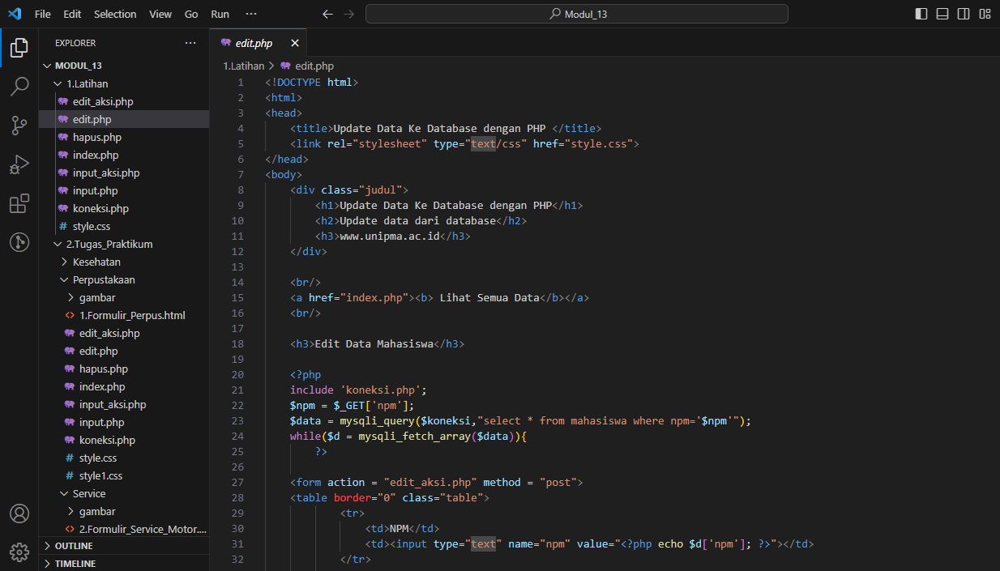 File Edit Selection View Go Run ···
Modul_13
EXPLORER ···
MODUL_13
1.Latihan
edit_aksi.php
edit.php
hapus.php
index.php
input_aksi.php
input.php
koneksi.php
# style.css
2.Tugas_Praktikum
Kesehatan
Perpustakaan
gambar
<> 1.Formulir_Perpus.html
edit_aksi.php
edit.php
hapus.php
index.php
input_aksi.php
input.php
koneksi.php
# style.css
# style1.css
Service
gambar
<> 2.Formulir_Service_Motor....
OUTLINE
TIMELINE
edit.php
1.Latihan > edit.php
1 <!DOCTYPE html>
2 <html>
3 <head>
4 <title>Update Data Ke Database dengan PHP </title>
5 <link rel="stylesheet" type="text/css" href="style.css">
6 </head>
7 <body>
8 <div class="judul">
9 <h1>Update Data Ke Database dengan PHP</h1>
10 <h2>Update data dari database</h2>
11 <h3>www.unipma.ac.id</h3>
12 </div>
13
14 <br/>
15 <a href="index.php"><b> Lihat Semua Data</b></a>
16 <br/>
17
18 <h3>Edit Data Mahasiswa</h3>
19
20 <?php
21 include 'koneksi.php';
22 $npm = $_GET['npm'];
23 $data = mysqli_query($koneksi,"select * from mahasiswa where npm='$npm'");
24 while($d = mysqli_fetch_array($data)){
25 ?>
26
27 <form action = "edit_aksi.php" method = "post">
28 <table border="0" class="table">
29 <tr>
30 <td>NPM</td>
31 <td><input type="text" name="npm" value="<?php echo $d['npm']; ?>"></td>
32 </tr>